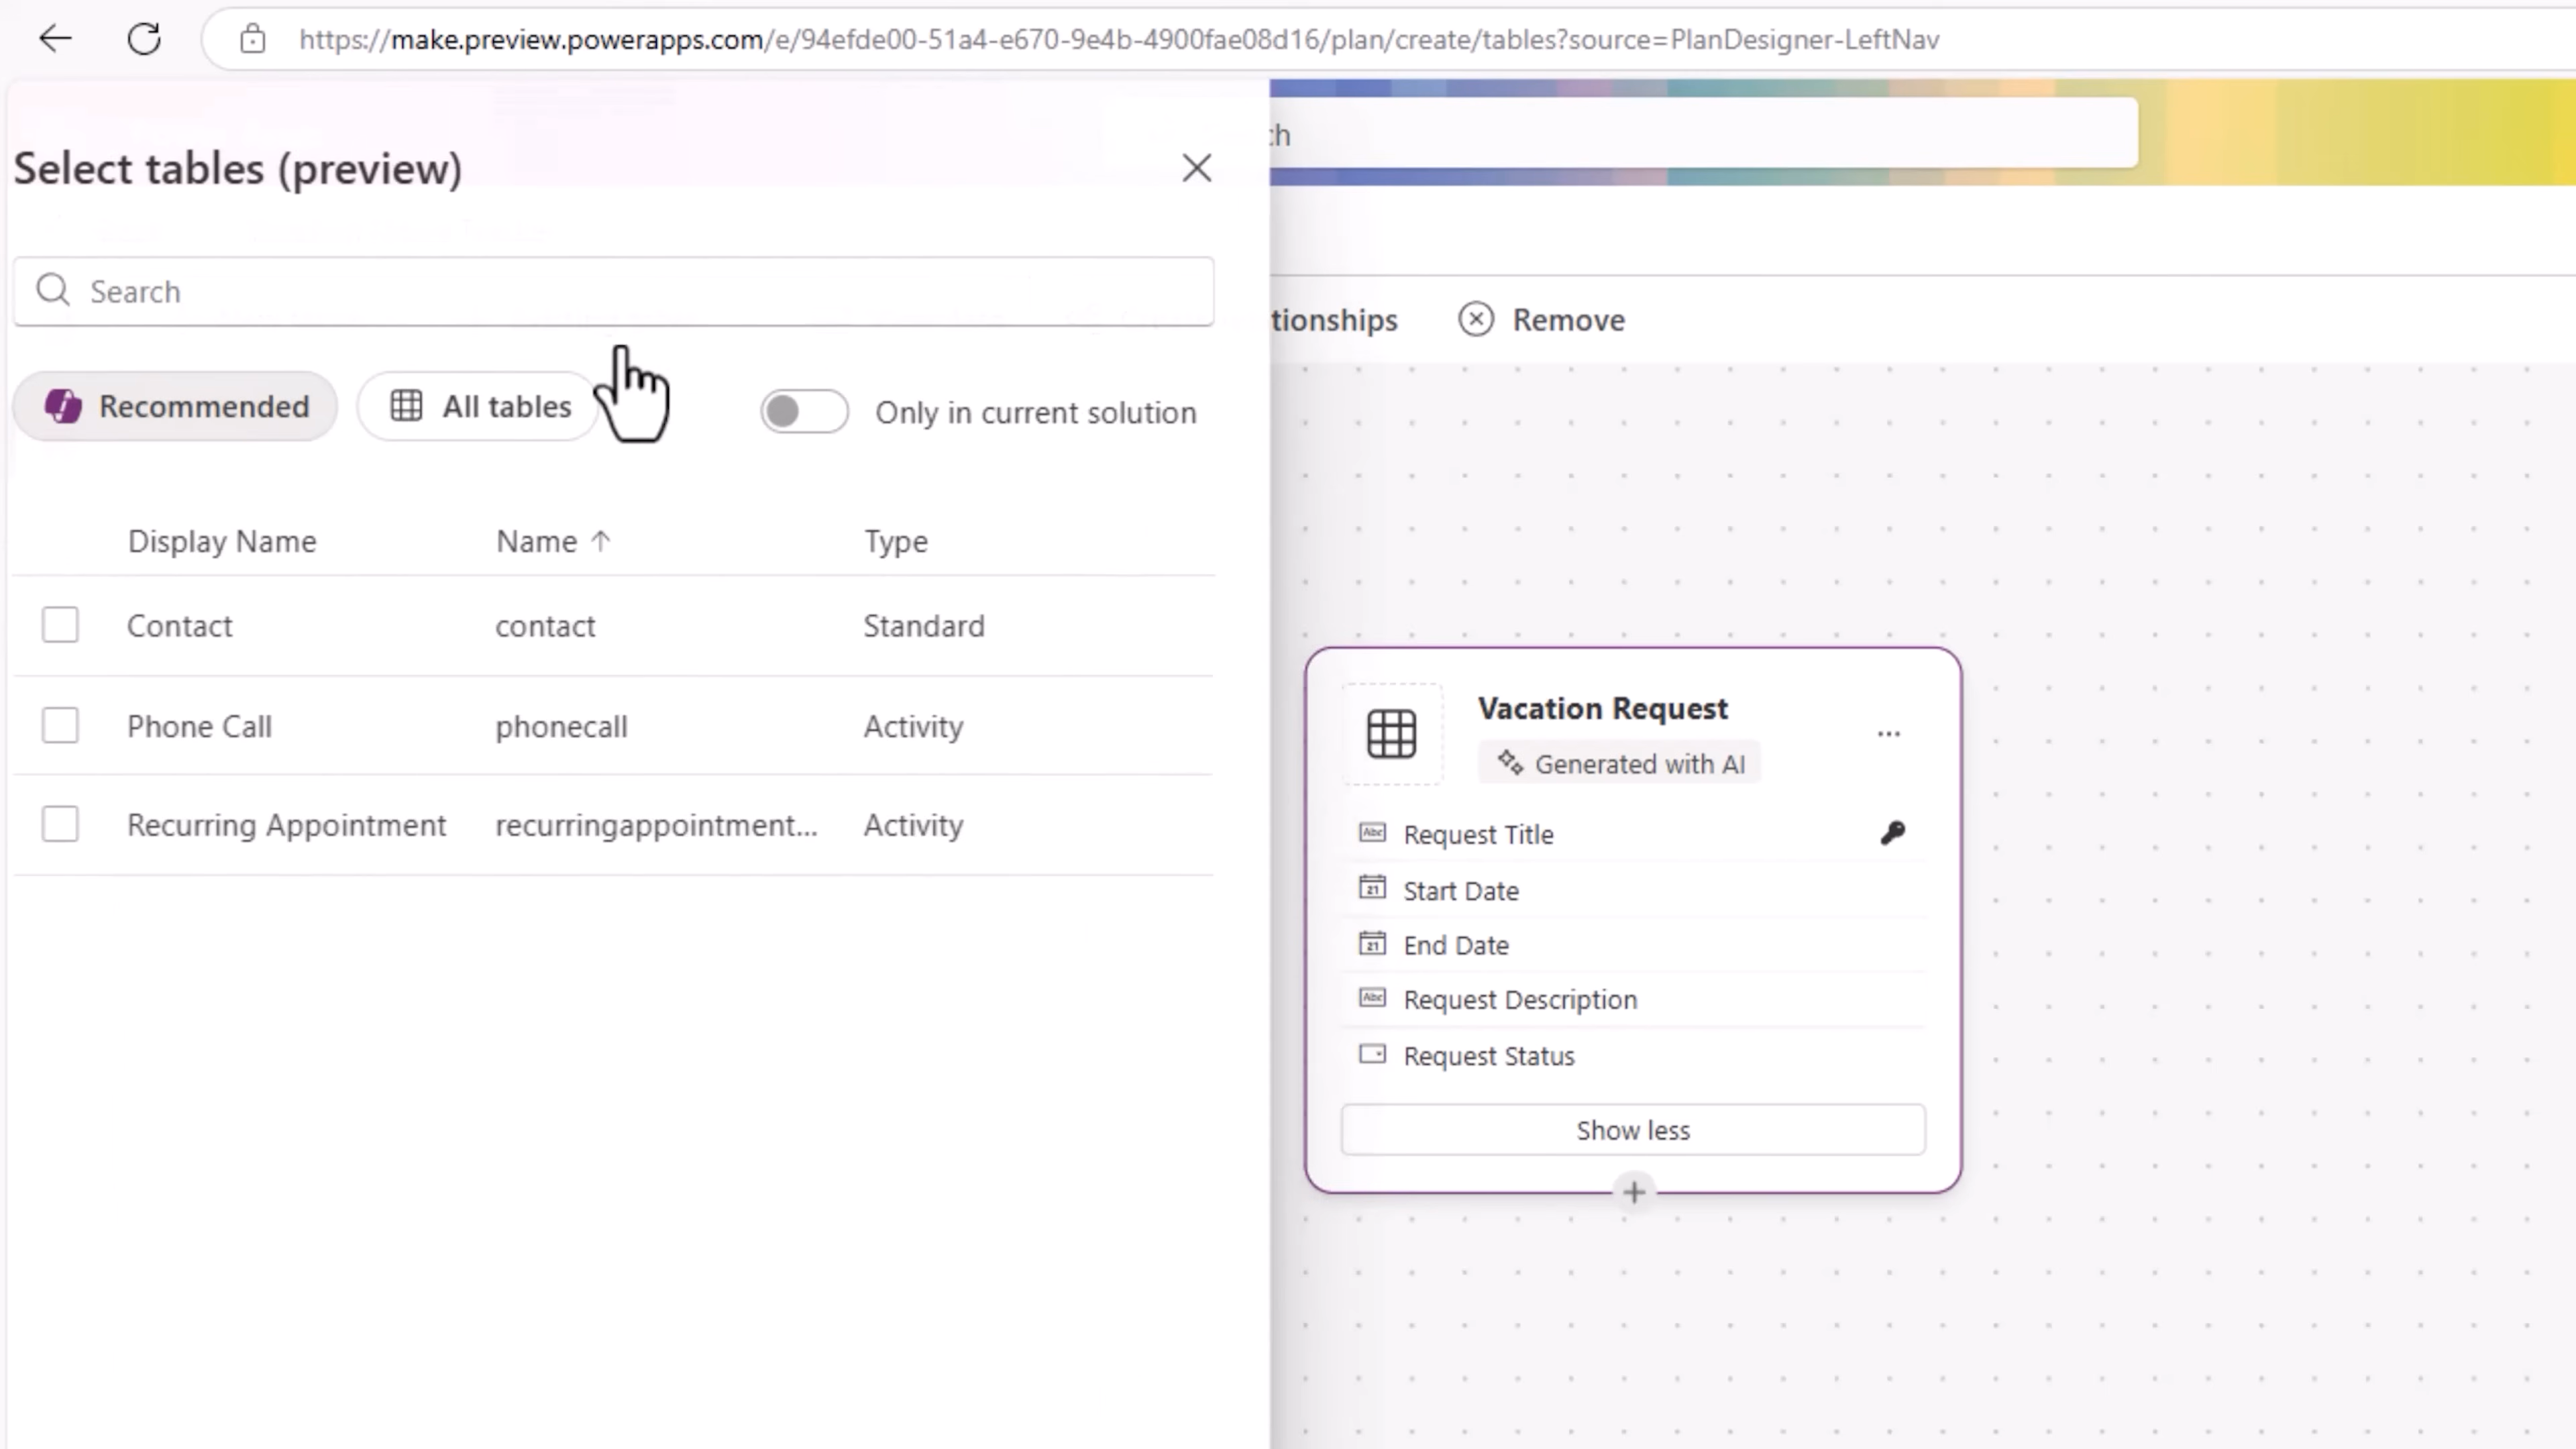 https://make.preview.powerapps.com/e/94efde00-51a4-e670-9e4b-4900fae08d16/plan/create/tables?source=PlanDesigner-LeftNav
Select tables (preview)
ch
Search
tionships
Remove
Recommended
All tables
Only in current solution
Display Name
Name
Type
Contact
contact
Standard
Phone Call
phonecall
Activity
Recurring Appointment
recurringappointment...
Activity
Vacation Request
Generated with AI
Request Title
Start Date
End Date
Request Description
Request Status
Show less